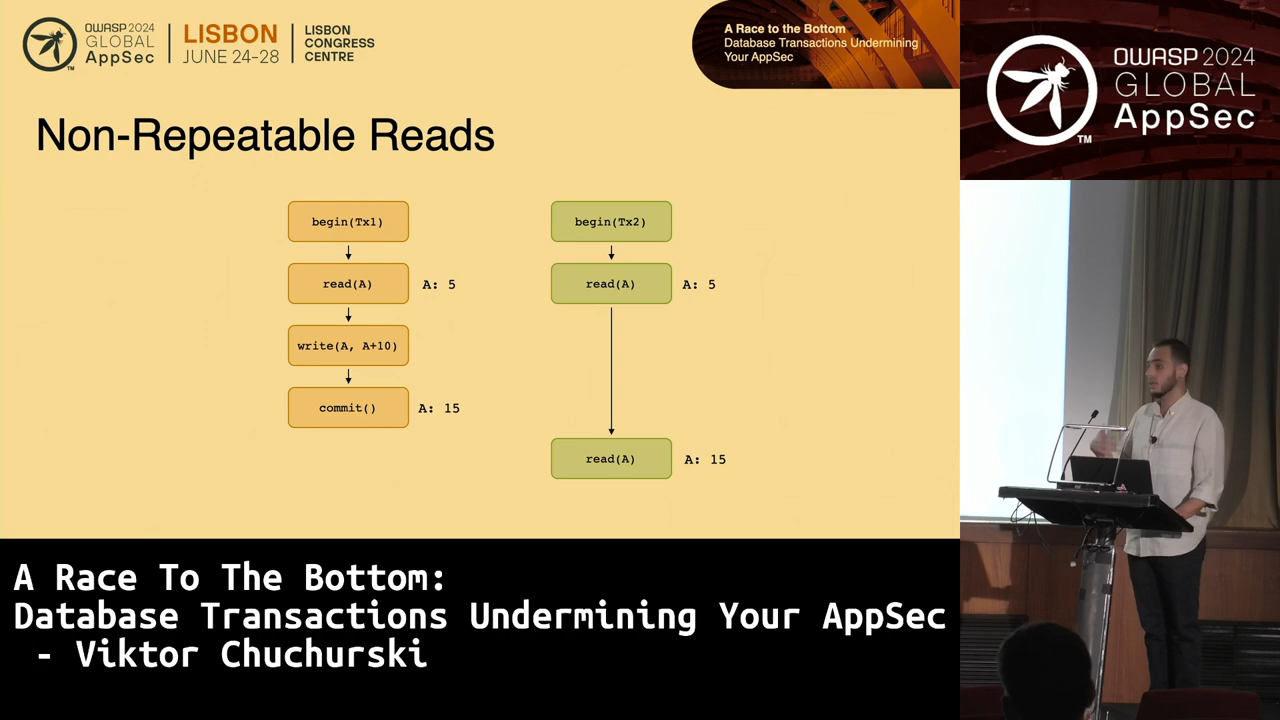 OWASP 2024
GLOBAL
AppSec
TM
LISBON
JUNE 24-28
LISBON
CONGRESS
CENTRE
A Race to the Bottom
Database Transactions Undermining
Your AppSec
OWASP 2024
GLOBAL
AppSec
TM
Non-Repeatable Reads
begin(Tx1)
begin(Tx2)
read(A)
A: 5
read(A)
A: 5
write(A, A+10)
commit()
A: 15
read(A)
A: 15
A Race To The Bottom:
Database Transactions Undermining Your AppSec
- Viktor Chuchurski